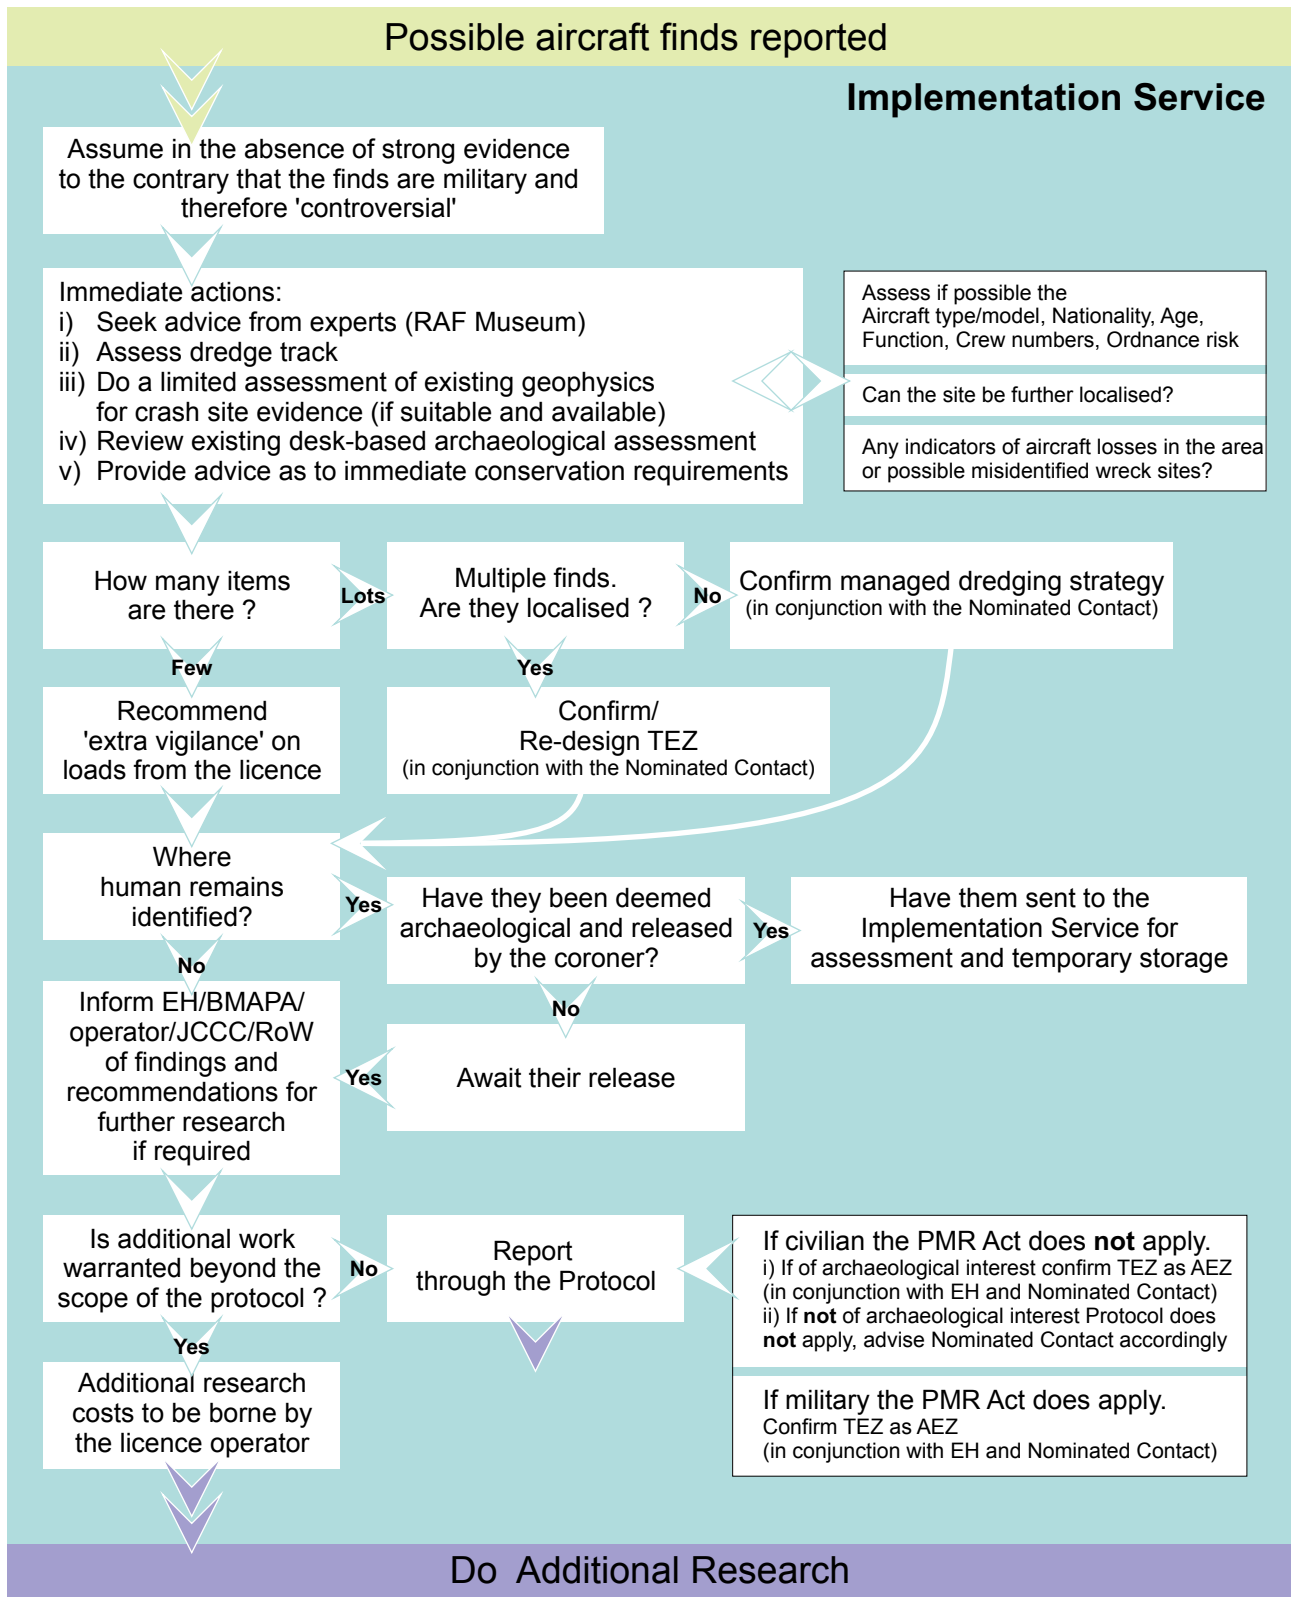 Possible aircraft finds reported
Implementation Service
Assume in the absence of strong evidence
to the contrary that the finds are military and
therefore 'controversial'
Immediate actions:
i) Seek advice from experts (RAF Museum)
ii) Assess dredge track
iii) Do a limited assessment of existing geophysics
for crash site evidence (if suitable and available)
iv) Review existing desk-based archaeological assessment
v) Provide advice as to immediate conservation requirements
Assess if possible the
Aircraft type/model, Nationality, Age,
Function, Crew numbers, Ordnance risk
Can the site be further localised?
Any indicators of aircraft losses in the area
or possible misidentified wreck sites?
How many items
are there ?
Lots
Multiple finds.
Are they localised ?
No
Confirm managed dredging strategy
(in conjunction with the Nominated Contact)
Few
Yes
Recommend
'extra vigilance' on
loads from the licence
Confirm/
Re-design TEZ
(in conjunction with the Nominated Contact)
Where
human remains
identified?
Yes
Have they been deemed
archaeological and released
by the coroner?
Yes
Have them sent to the
Implementation Service for
assessment and temporary storage
No
No
Inform EH/BMAPA/
operator/JCCC/RoW
of findings and
recommendations for
further research
if required
Yes
Await their release
Is additional work
warranted beyond the
scope of the protocol ?
No
Report
through the Protocol
If civilian the PMR Act does not apply.
i) If of archaeological interest confirm TEZ as AEZ
(in conjunction with EH and Nominated Contact)
ii) If not of archaeological interest Protocol does
not apply, advise Nominated Contact accordingly
If military the PMR Act does apply.
Confirm TEZ as AEZ
(in conjunction with EH and Nominated Contact)
Yes
Additional research
costs to be borne by
the licence operator
Do Additional Research